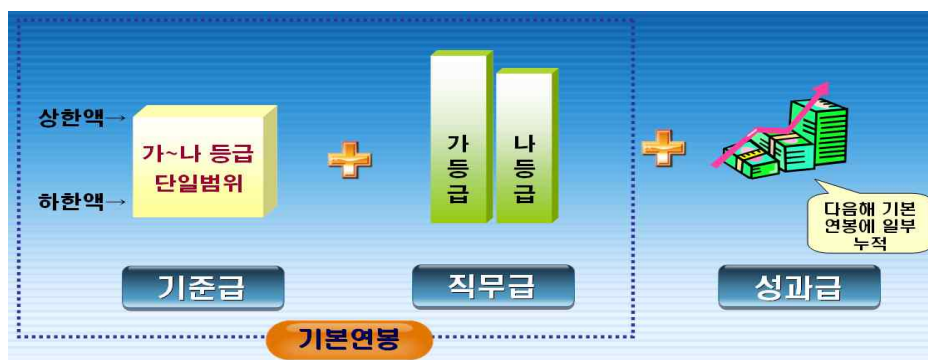 상한액→
하한액→
가~나 등급
단일범위
가
등
급
나
등
급
다음해 기본
연봉에 일부
누적
기준급
직무급
성과급
기본연봉